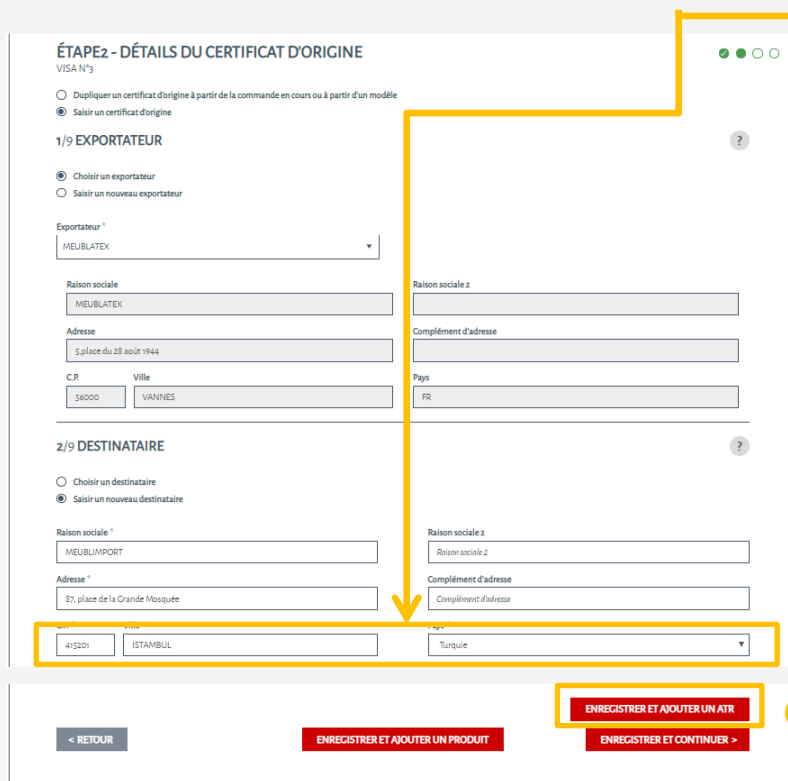 ÉTAPE2 - DÉTAILS DU CERTIFICAT D'ORIGINE
VISA N°3
Dupliquer un certificat d'origine à partir de la commande en cours ou à partir d'un modèle
Saisir un certificat d'origine
1/9 EXPORTATEUR
?
Choisir un exportateur
Saisir un nouveau exportateur
Exportateur *
MEUBLATEX
Raison sociale Raison sociale 2
MEUBLATEX
Adresse Complément d'adresse
5,place du 28 août 1944
C.P. Ville Pays
56000 VANNES FR
2/9 DESTINATAIRE
?
Choisir un destinataire
Saisir un nouveau destinataire
Raison sociale * Raison sociale 2
MEUBLIMPORT Raison sociale 2
Adresse * Complément d'adresse
87, place de la Grande Mosquée Complément d'adresse
415201 ISTAMBUL Turquie
ENREGISTRER ET AJOUTER UN ATR
< RETOUR ENREGISTRER ET AJOUTER UN PRODUIT ENREGISTRER ET CONTINUER >